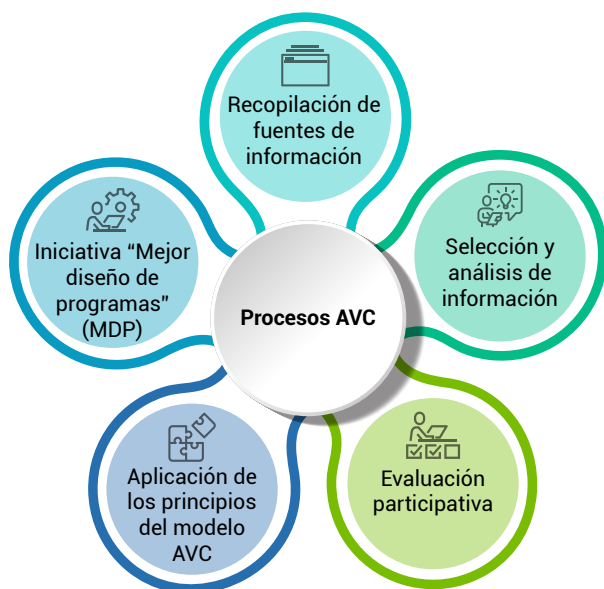 Recopilación de
fuentes de
información
Selección y
análisis de
información
Evaluación
participativa
Aplicación de
los principios
del modelo
AVC
Iniciativa “Mejor
diseño de
programas”
(MDP)
Procesos AVC